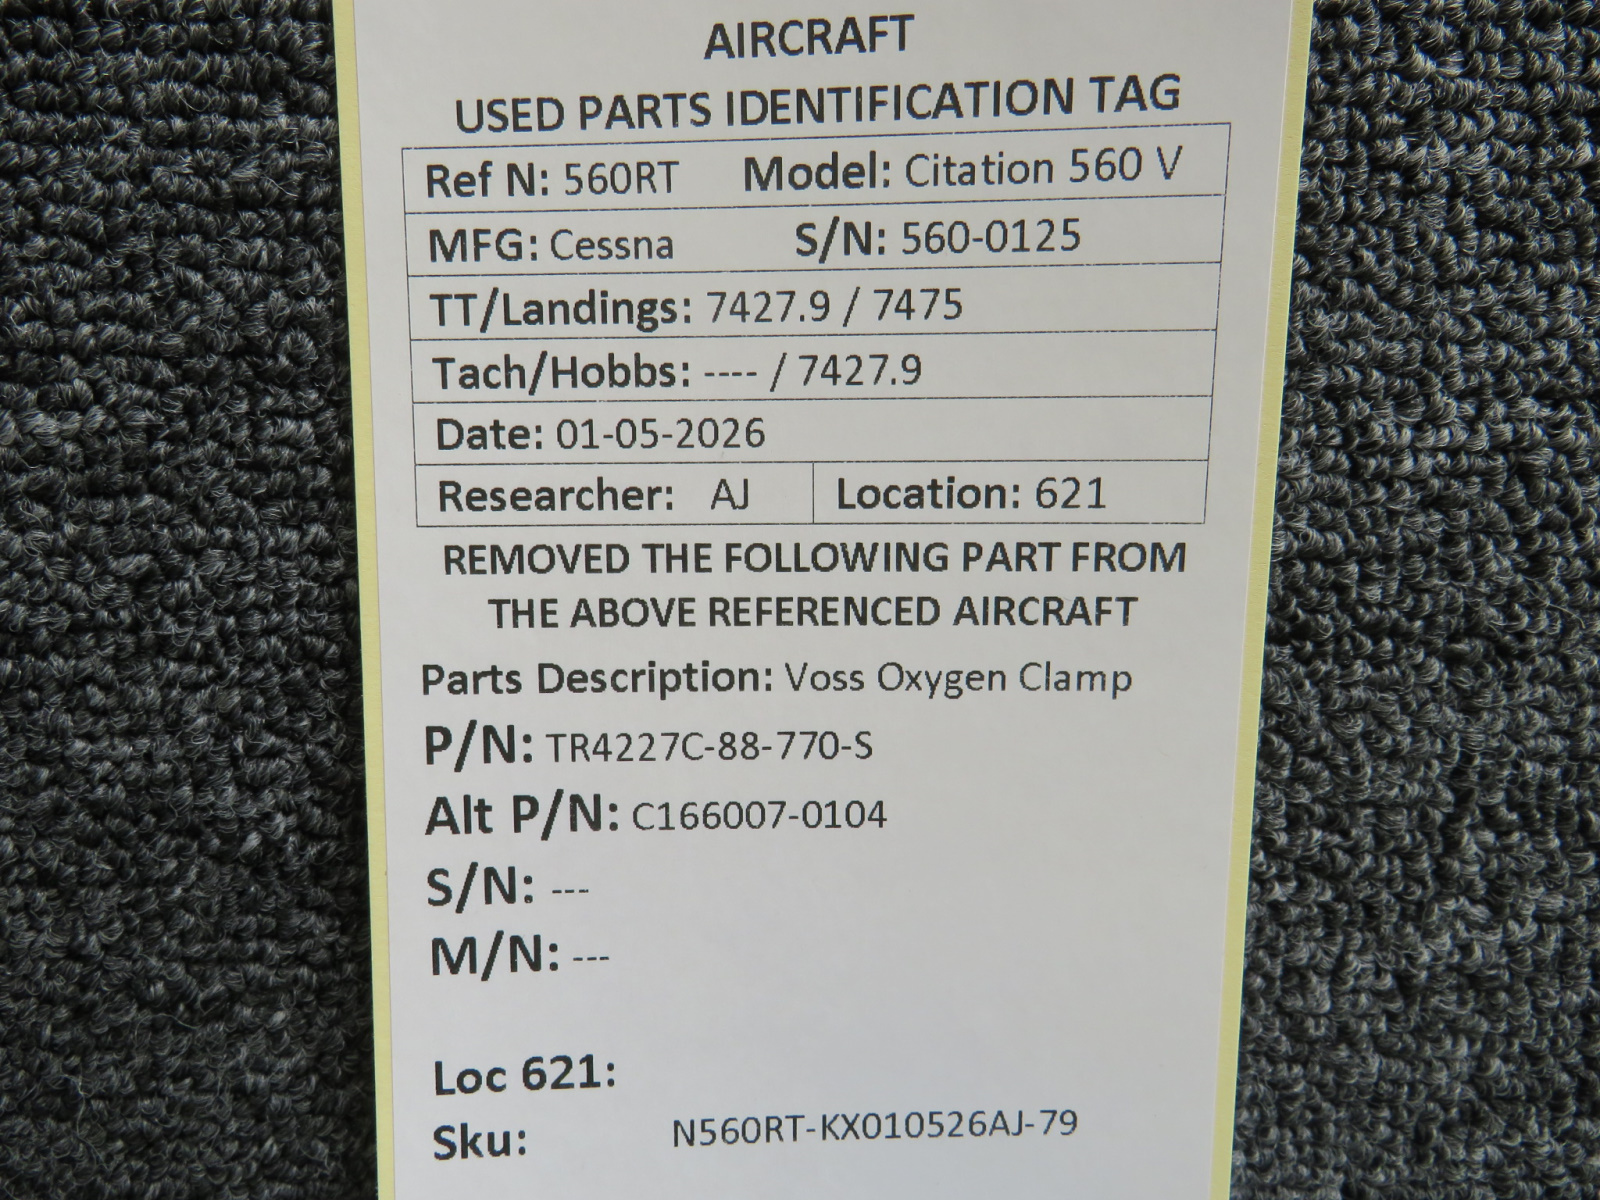 AIRCRAFT
USED PARTS IDENTIFICATION TAG
Ref N: 560RT Model: Citation 560 V
MFG: Cessna S/N: 560-0125
TT/Landings: 7427.9 / 7475
Tach/Hobbs: ---- / 7427.9
Date: 01-05-2026
Researcher: AJ Location: 621
REMOVED THE FOLLOWING PART FROM
THE ABOVE REFERENCED AIRCRAFT
Parts Description: Voss Oxygen Clamp
P/N: TR4227C-88-770-S
Alt P/N: C166007-0104
S/N: ---
M/N: ---
Loc 621:
Sku: N560RT-KX010526AJ-79